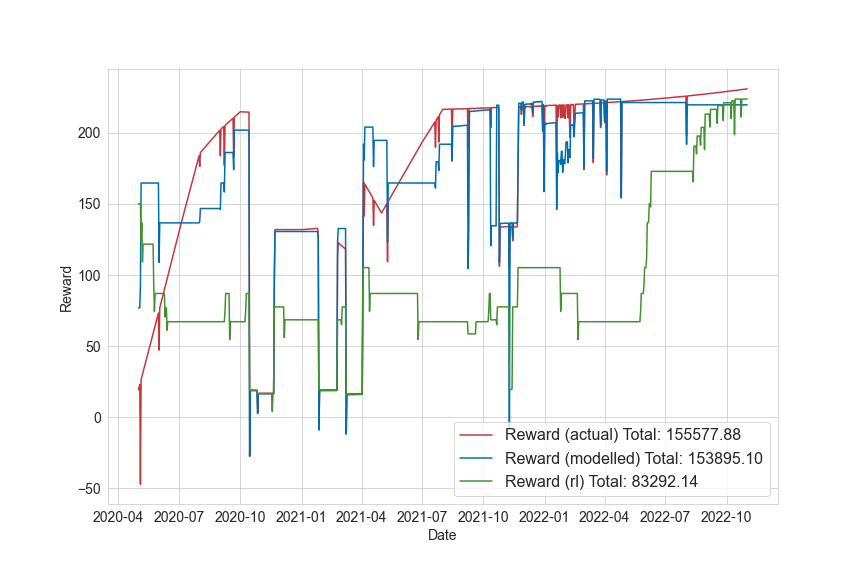 200
150
100
50
0
−50
Reward
2020-04 2020-07 2020-10 2021-01 2021-04 2021-07 2021-10 2022-01 2022-04 2022-07 2022-10
Date
Reward (actual) Total: 155577.88
Reward (modelled) Total: 153895.10
Reward (rl) Total: 83292.14